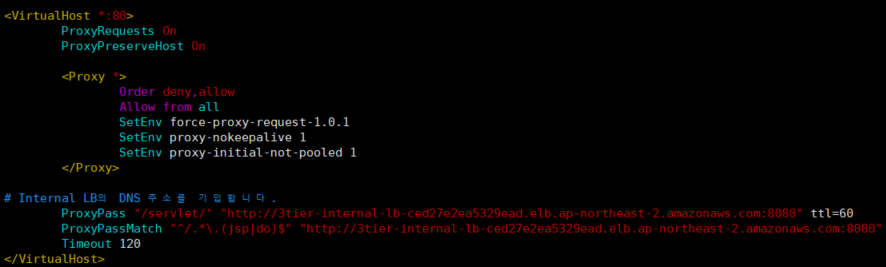 <VirtualHost *:80>
ProxyRequests On
ProxyPreserveHost On
<Proxy *>
Order deny,allow
Allow from all
SetEnv force-proxy-request-1.0.1
SetEnv proxy-nokeepalive 1
SetEnv proxy-initial-not-pooled 1
</Proxy>
# Internal LB의 DNS 주소를 기입합니다.
ProxyPass "/servlet/" "http://3tier-internal-lb-ced27e2ea5329ead.elb.ap-northeast-2.amazonaws.com:8080" ttl=60
ProxyPassMatch "^/.*\.(jsp|do)$" "http://3tier-internal-lb-ced27e2ea5329ead.elb.ap-northeast-2.amazonaws.com:8080"
Timeout 120
</VirtualHost>